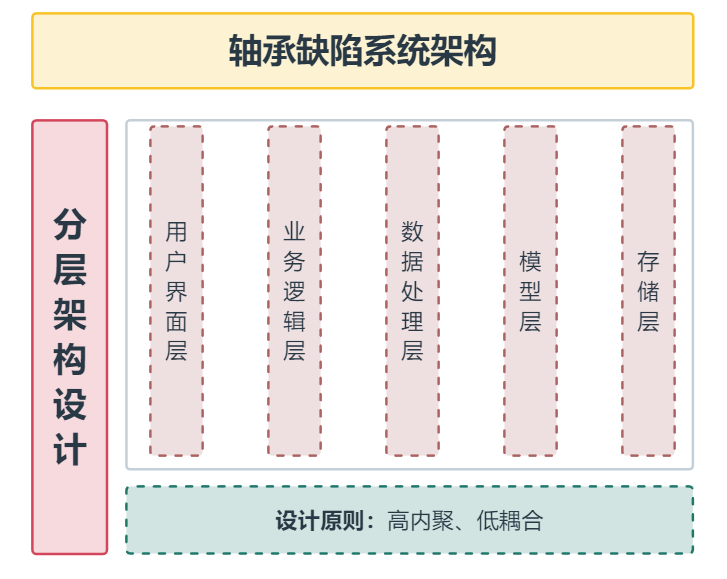 轴承缺陷系统架构
分层架构设计
用户界面层
业务逻辑层
数据处理层
模型层
存储层
设计原则：高内聚、低耦合